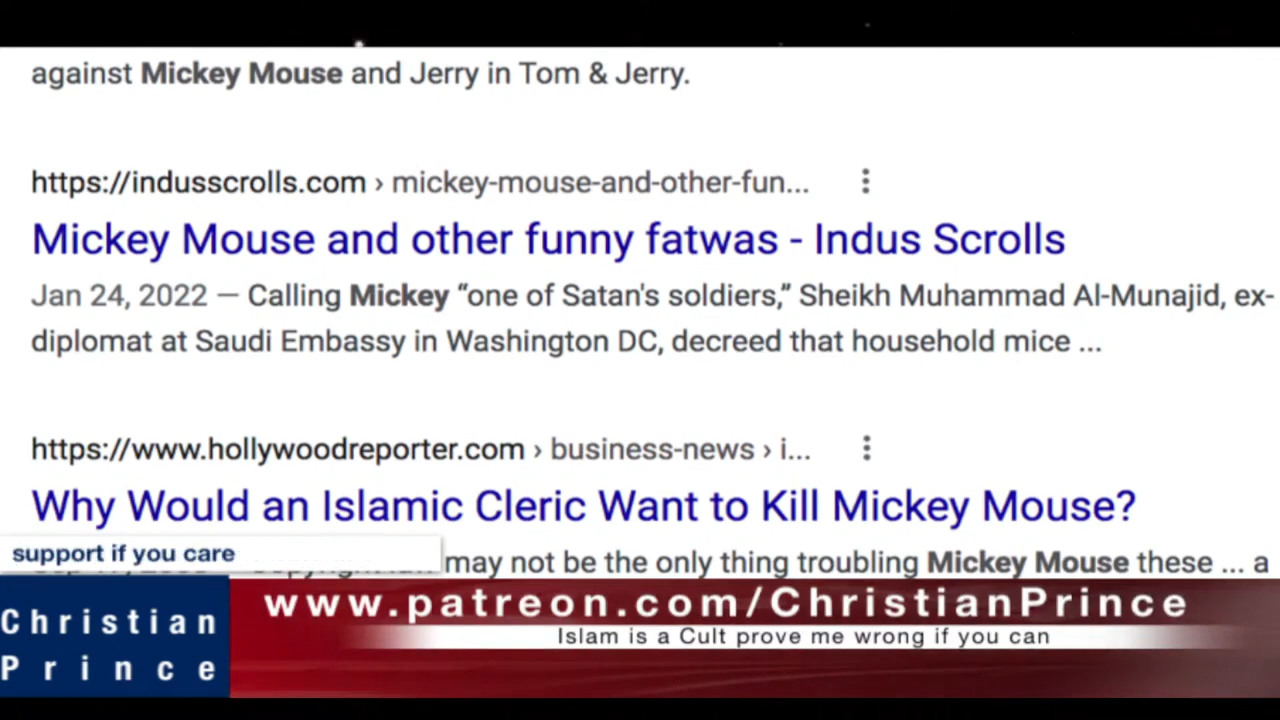 against Mickey Mouse and Jerry in Tom & Jerry.
https://indusscrolls.com › mickey-mouse-and-other-fun...
Mickey Mouse and other funny fatwas - Indus Scrolls
Jan 24, 2022 — Calling Mickey “one of Satan's soldiers,” Sheikh Muhammad Al-Munajid, ex-
diplomat at Saudi Embassy in Washington DC, decreed that household mice ...
https://www.hollywoodreporter.com › business-news › i...
Why Would an Islamic Cleric Want to Kill Mickey Mouse?
support if you care
may not be the only thing troubling Mickey Mouse these ... a
Christian
Prince
www.patreon.com/ChristianPrince
Islam is a Cult prove me wrong if you can